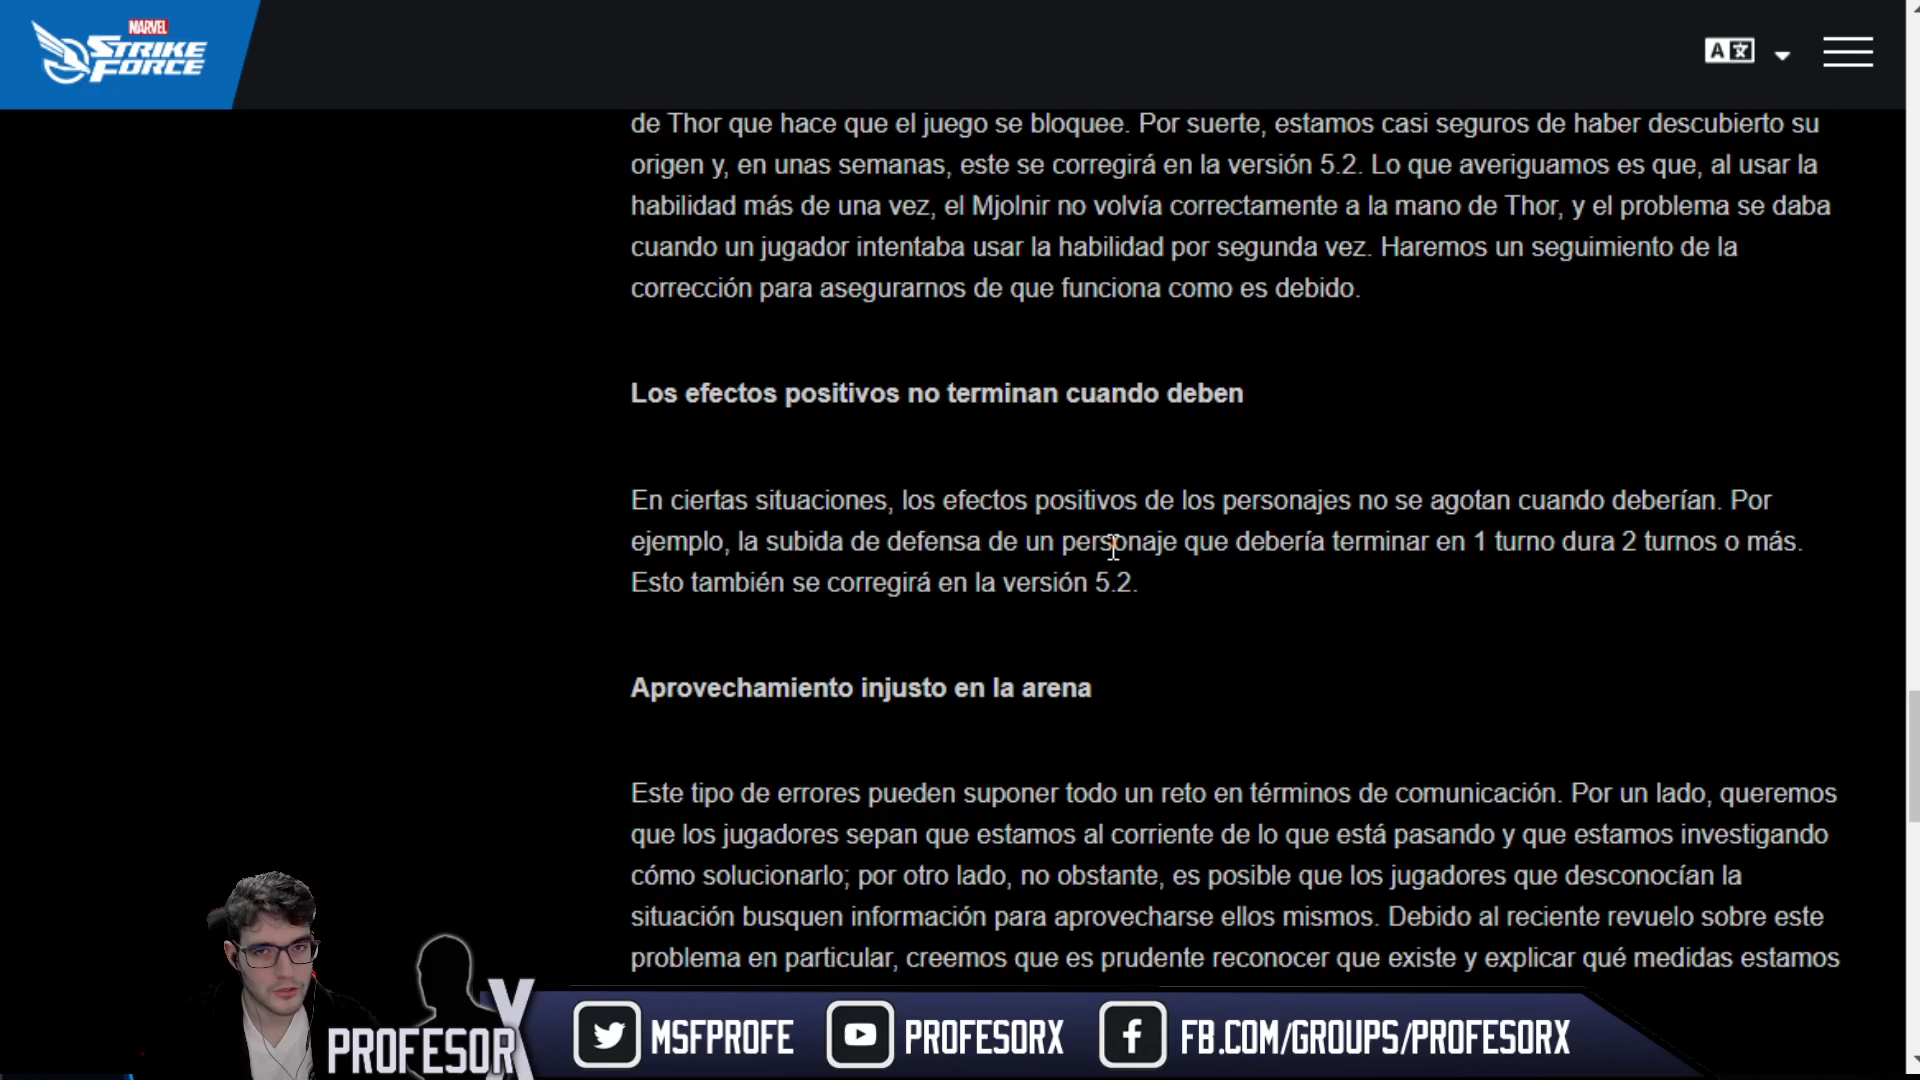 MARVEL
STRIKE
FORCE
A文
de Thor que hace que el juego se bloquee. Por suerte, estamos casi seguros de haber descubierto su
origen y, en unas semanas, este se corregirá en la versión 5.2. Lo que averiguamos es que, al usar la
habilidad más de una vez, el Mjolnir no volvía correctamente a la mano de Thor, y el problema se daba
cuando un jugador intentaba usar la habilidad por segunda vez. Haremos un seguimiento de la
corrección para asegurarnos de que funciona como es debido.
Los efectos positivos no terminan cuando deben
En ciertas situaciones, los efectos positivos de los personajes no se agotan cuando deberían. Por
ejemplo, la subida de defensa de un personaje que debería terminar en 1 turno dura 2 turnos o más.
Esto también se corregirá en la versión 5.2.
Aprovechamiento injusto en la arena
Este tipo de errores pueden suponer todo un reto en términos de comunicación. Por un lado, queremos
que los jugadores sepan que estamos al corriente de lo que está pasando y que estamos investigando
cómo solucionarlo; por otro lado, no obstante, es posible que los jugadores que desconocían la
situación busquen información para aprovecharse ellos mismos. Debido al reciente revuelo sobre este
problema en particular, creemos que es prudente reconocer que existe y explicar qué medidas estamos
PROFESOR X
MSFPROFE
PROFESORX
FB.COM/GROUPS/PROFESORX